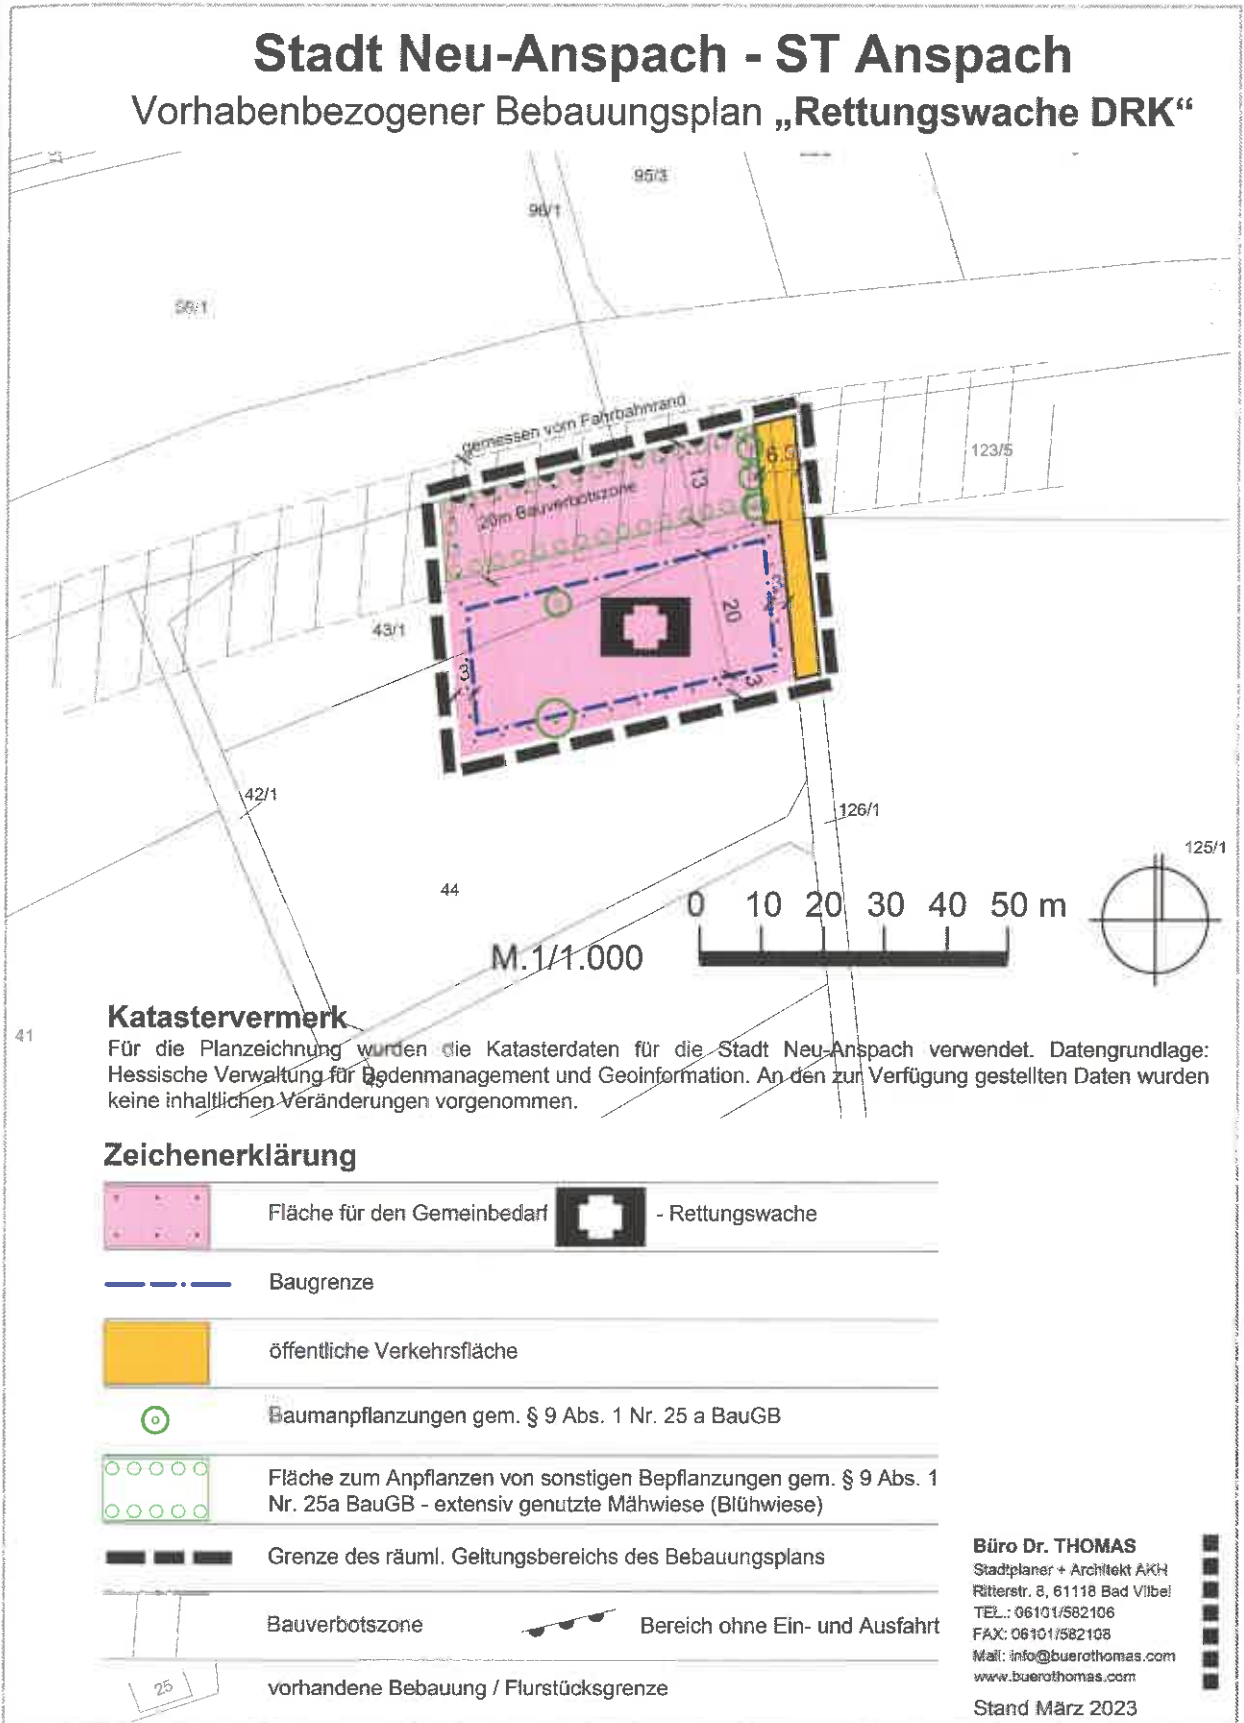 Stadt Neu-Anspach - ST Anspach
Vorhabenbezogener Bebauungsplan „Rettungswache DRK“
95/3
96/1
59/1
gemessen vom Fahrbahnrand
6.5
123/5
13
20m Bauverbotszone
20
43/1
3
3
42/1
126/1
125/1
44
0 10 20 30 40 50 m
M.1/1.000
41
Katastervermerk
Für die Planzeichnung wurden die Katasterdaten für die Stadt Neu-Anspach verwendet. Datengrundlage:
Hessische Verwaltung für Bodenmanagement und Geoinformation. An den zur Verfügung gestellten Daten wurden
45
keine inhaltlichen Veränderungen vorgenommen.
Zeichenerklärung
Fläche für den Gemeinbedarf - Rettungswache
Baugrenze
öffentliche Verkehrsfläche
Baumanpflanzungen gem. § 9 Abs. 1 Nr. 25 a BauGB
Fläche zum Anpflanzen von sonstigen Bepflanzungen gem. § 9 Abs. 1
Nr. 25a BauGB - extensiv genutzte Mähwiese (Blühwiese)
Grenze des räuml. Geltungsbereichs des Bebauungsplans
Bauverbotszone Bereich ohne Ein- und Ausfahrt
25 vorhandene Bebauung / Flurstücksgrenze
Büro Dr. THOMAS
Stadtplaner + Architekt AKH
Ritterstr. 8, 61118 Bad Vilbel
TEL.: 06101/582106
FAX: 06101/582108
Mail: info@buerothomas.com
www.buerothomas.com
Stand März 2023